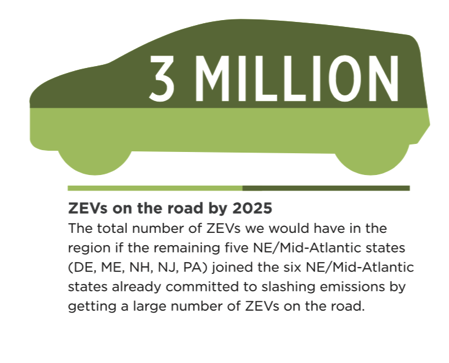 3 MILLION
ZEVs on the road by 2025
The total number of ZEVs we would have in the
region if the remaining five NE/Mid-Atlantic states
(DE, ME, NH, NJ, PA) joined the six NE/Mid-Atlantic
states already committed to slashing emissions by
getting a large number of ZEVs on the road.